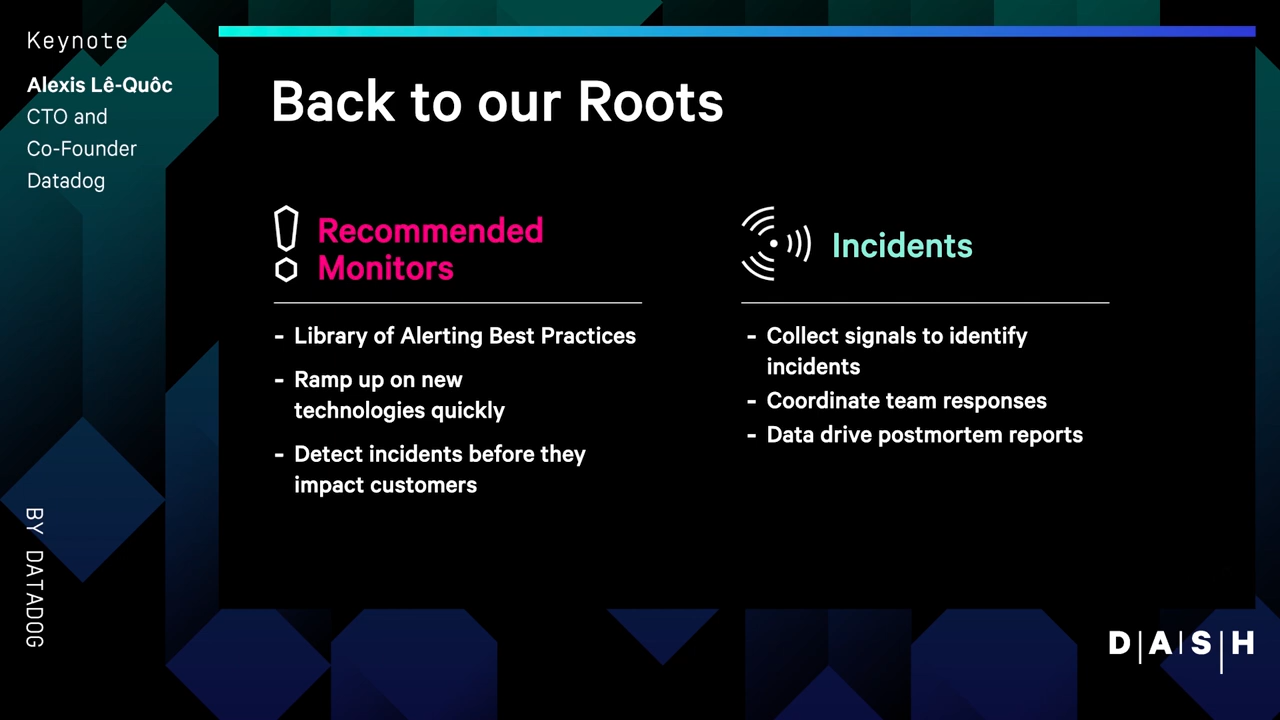 Keynote
Alexis Lê-Quôc
CTO and
Co-Founder
Datadog
BY DATADOG
Back to our Roots
Recommended
Monitors
- Library of Alerting Best Practices
- Ramp up on new
technologies quickly
- Detect incidents before they
impact customers
Incidents
- Collect signals to identify
incidents
- Coordinate team responses
- Data drive postmortem reports
D|A|S|H